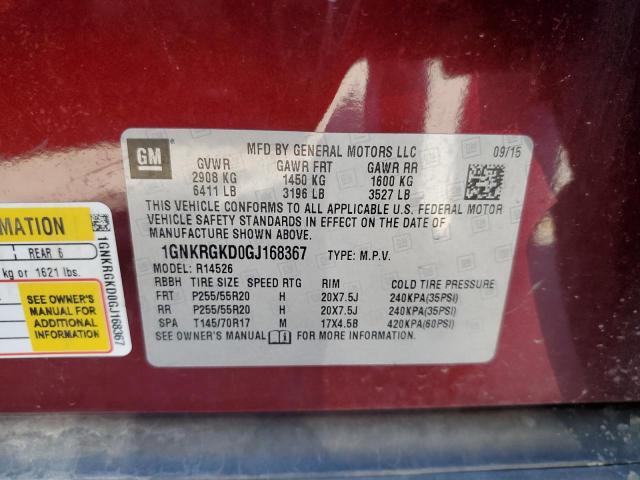 GM
MFD BY GENERAL MOTORS LLC 09/15
GVWR GAWR FRT GAWR RR
2908 KG 1450 KG 1600 KG
6411 LB 3196 LB 3527 LB
THIS VEHICLE CONFORMS TO ALL APPLICABLE U.S. FEDERAL MOTOR
VEHICLE SAFETY STANDARDS IN EFFECT ON THE DATE OF
MANUFACTURE SHOWN ABOVE.
1GNKRGKD0GJ168367 TYPE: M.P.V.
MODEL: R14526
RBBH TIRE SIZE SPEED RTG RIM COLD TIRE PRESSURE
FRT P255/55R20 H 20X7.5J 240KPA(35PSI)
RR P255/55R20 H 20X7.5J 240KPA(35PSI)
SPA T145/70R17 M 17X4.5B 420KPA(60PSI)
SEE OWNER'S MANUAL FOR MORE INFORMATION.
MATION
REAR 6
kg or 1621 lbs.
SEE OWNER'S
MANUAL FOR
ADDITIONAL
INFORMATION
1GNKRGKD0GJ168367